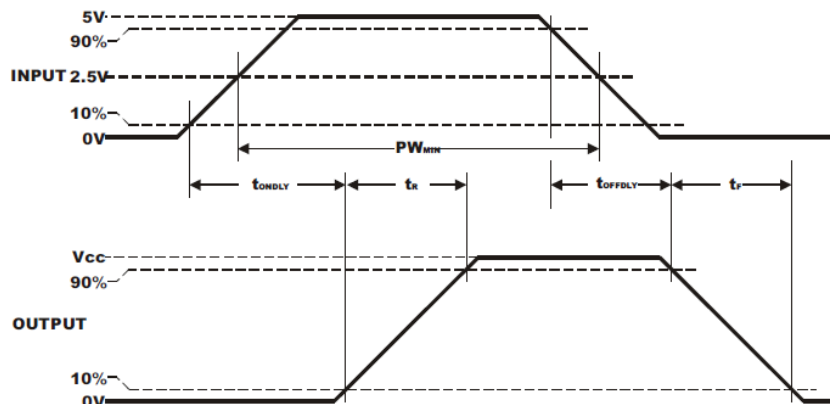 5V
90%
INPUT 2.5V
10%
0V
PWMIN
tONDLY tR tOFFDLY tF
Vcc
90%
OUTPUT
10%
0V